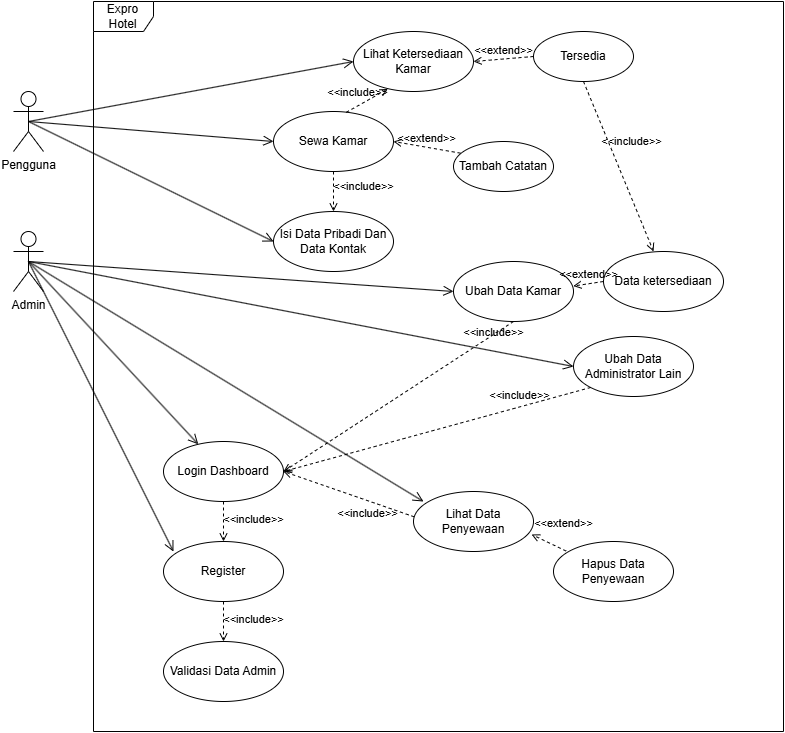 Expro
Hotel
Lihat Ketersediaan
Kamar
<<extend>>
Tersedia
<<include>>
Pengguna
Sewa Kamar
<<extend>>
Tambah Catatan
<<include>>
<<include>>
Isi Data Pribadi Dan
Data Kontak
Admin
Ubah Data Kamar
<<extend>>
Data ketersediaan
<<include>>
Ubah Data
Administrator Lain
<<include>>
Login Dashboard
<<include>>
<<include>>
Lihat Data
Penyewaan
<<extend>>
Register
Hapus Data
Penyewaan
<<include>>
Validasi Data Admin